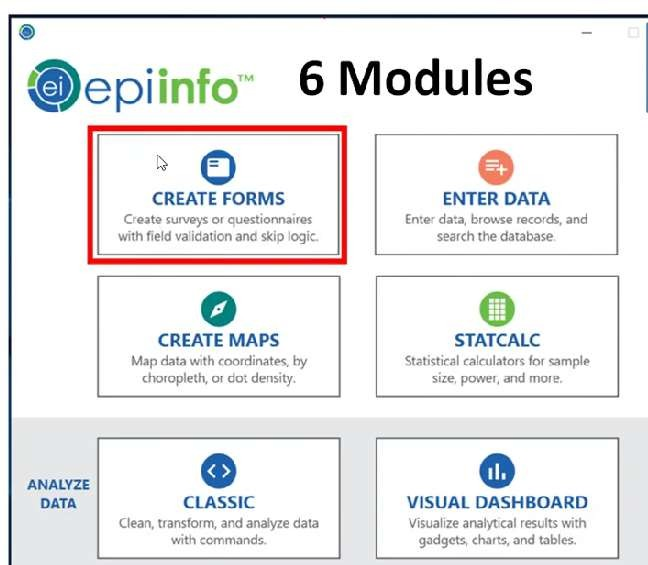 ei
ei epiinfo™
6 Modules
CREATE FORMS
Create surveys or questionnaires
with field validation and skip logic.
ENTER DATA
Enter data, browse records, and
search the database.
CREATE MAPS
Map data with coordinates, by
choropleth, or dot density.
STATCALC
Statistical calculators for sample
size, power, and more.
ANALYZE
DATA
CLASSIC
Clean, transform, and analyze data
with commands.
VISUAL DASHBOARD
Visualize analytical results with
gadgets, charts, and tables.